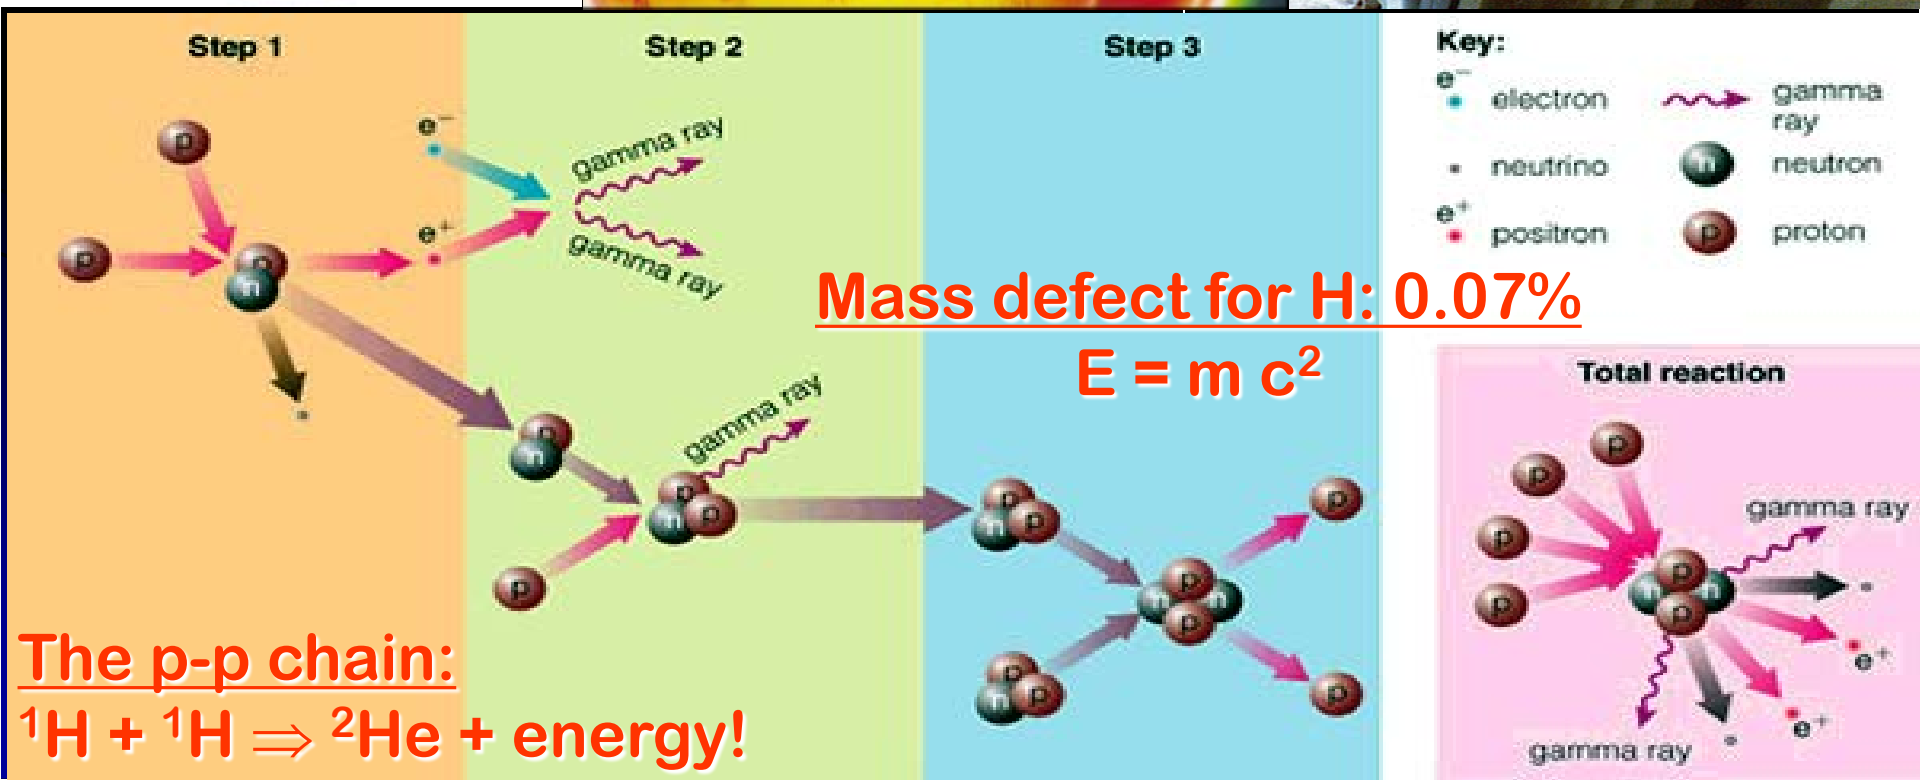 Step 1
p
p
p
n
e⁻
e⁺
Step 2
gamma ray
gamma ray
p
n
p
gamma ray
p
n
p
Step 3
p
n
p
p
n
p
p
n
n
p
p
p
Key:
e⁻
electron
gamma
ray
neutrino
n
neutron
e⁺
positron
p
proton
Mass defect for H: 0.07%
E = m c²
Total reaction
p
p
p
p
p
n
n
p
gamma ray
e⁺
e⁺
gamma ray
The p-p chain:
¹H + ¹H ⇒ ²He + energy!